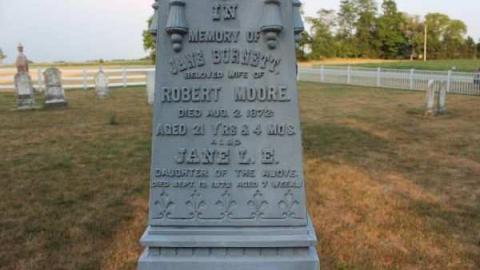 IN
MEMORY OF
JANE BURNETT,
BELOVED WIFE OF
ROBERT MOORE.
DIED AUG. 2, 1872.
AGED 21 YRS & 4 MOS.
ALSO
JANE L. E.
DAUGHTER OF THE ABOVE.
DIED SEPT. 13, 1872 AGED 7 WEEKS